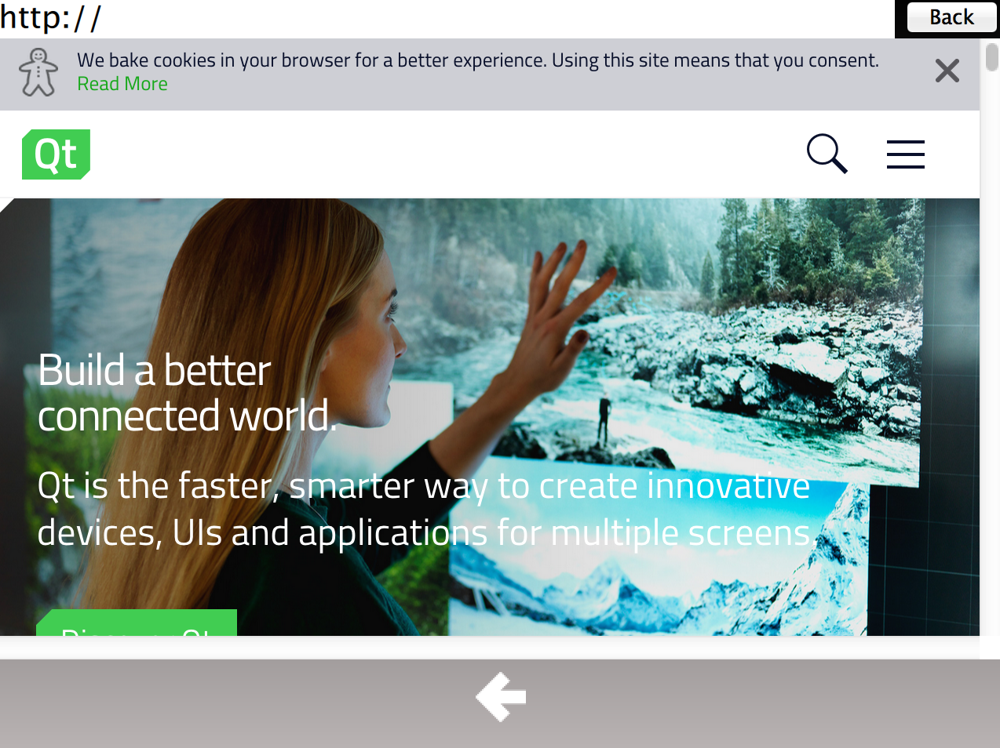 http://
Back
We bake cookies in your browser for a better experience. Using this site means that you consent.
Read More
Qt
Build a better
connected world.
Qt is the faster, smarter way to create innovative
devices, UIs and applications for multiple screens.
Discover Qt